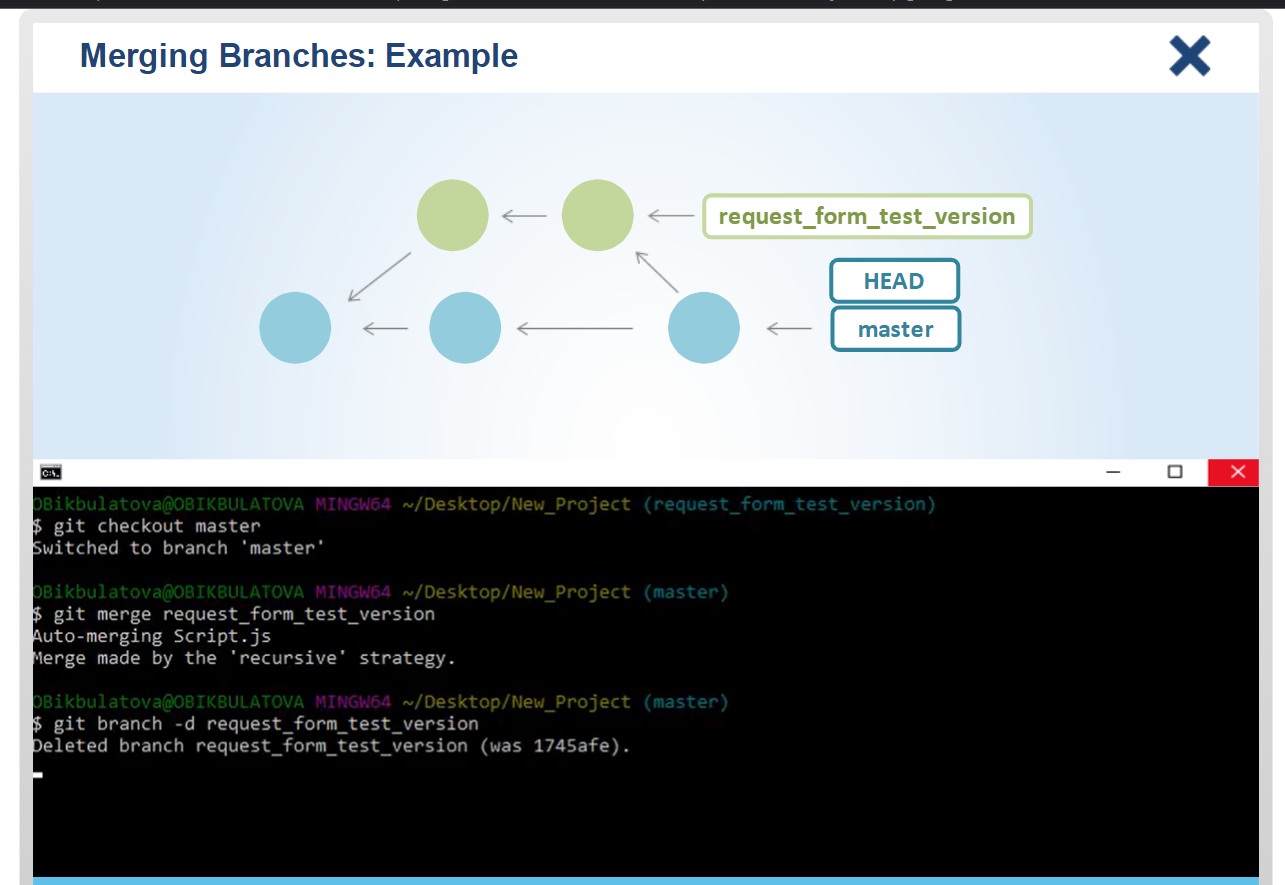 Merging Branches: Example
request_form_test_version
HEAD
master
OBikbulatova@OBIKBULATOVA MINGW64 ~/Desktop/New_Project (request_form_test_version)
$ git checkout master
Switched to branch 'master'
OBikbulatova@OBIKBULATOVA MINGW64 ~/Desktop/New_Project (master)
$ git merge request_form_test_version
Auto-merging Script.js
Merge made by the 'recursive' strategy.
OBikbulatova@OBIKBULATOVA MINGW64 ~/Desktop/New_Project (master)
$ git branch -d request_form_test_version
Deleted branch request_form_test_version (was 1745afe).